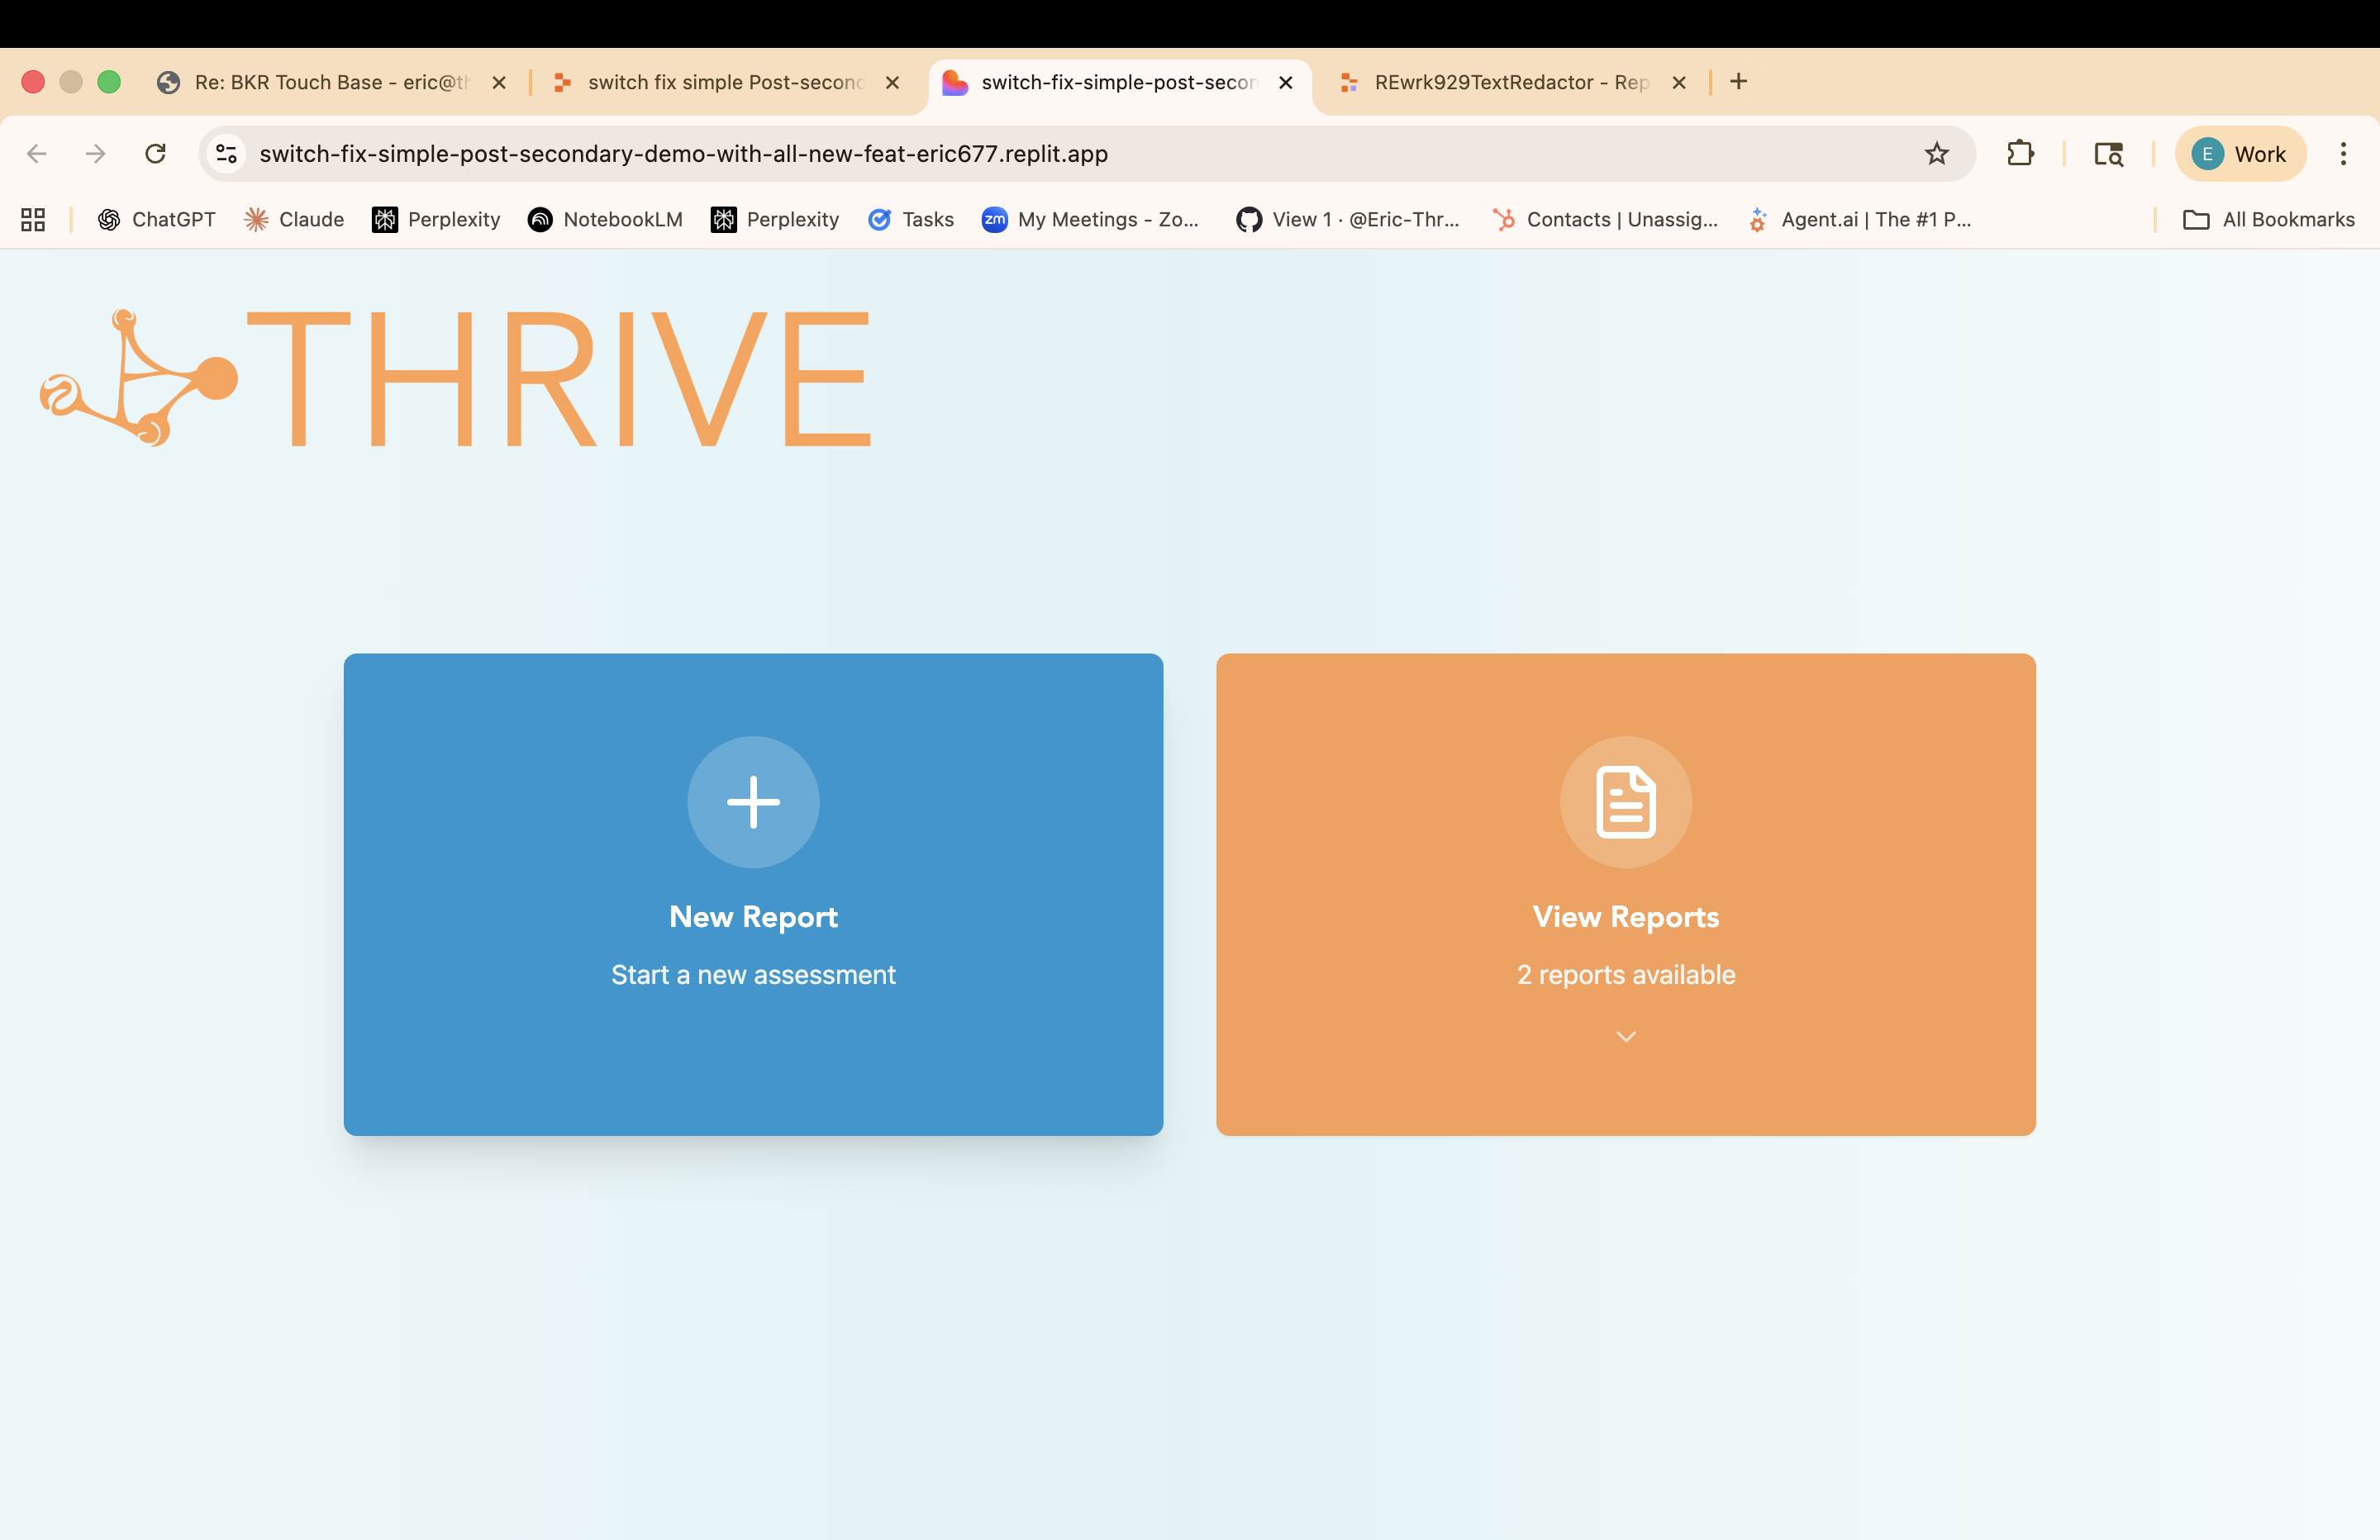 Re: BKR Touch Base - eric@th
switch fix simple Post-second
switch-fix-simple-post-secon
REwrk929TextRedactor - Rep
switch-fix-simple-post-secondary-demo-with-all-new-feat-eric677.replit.app
E Work
ChatGPT
Claude
Perplexity
NotebookLM
Perplexity
Tasks
zm My Meetings - Zo...
View 1 · @Eric-Thr...
Contacts | Unassig...
Agent.ai | The #1 P...
All Bookmarks
THRIVE
New Report
Start a new assessment
View Reports
2 reports available